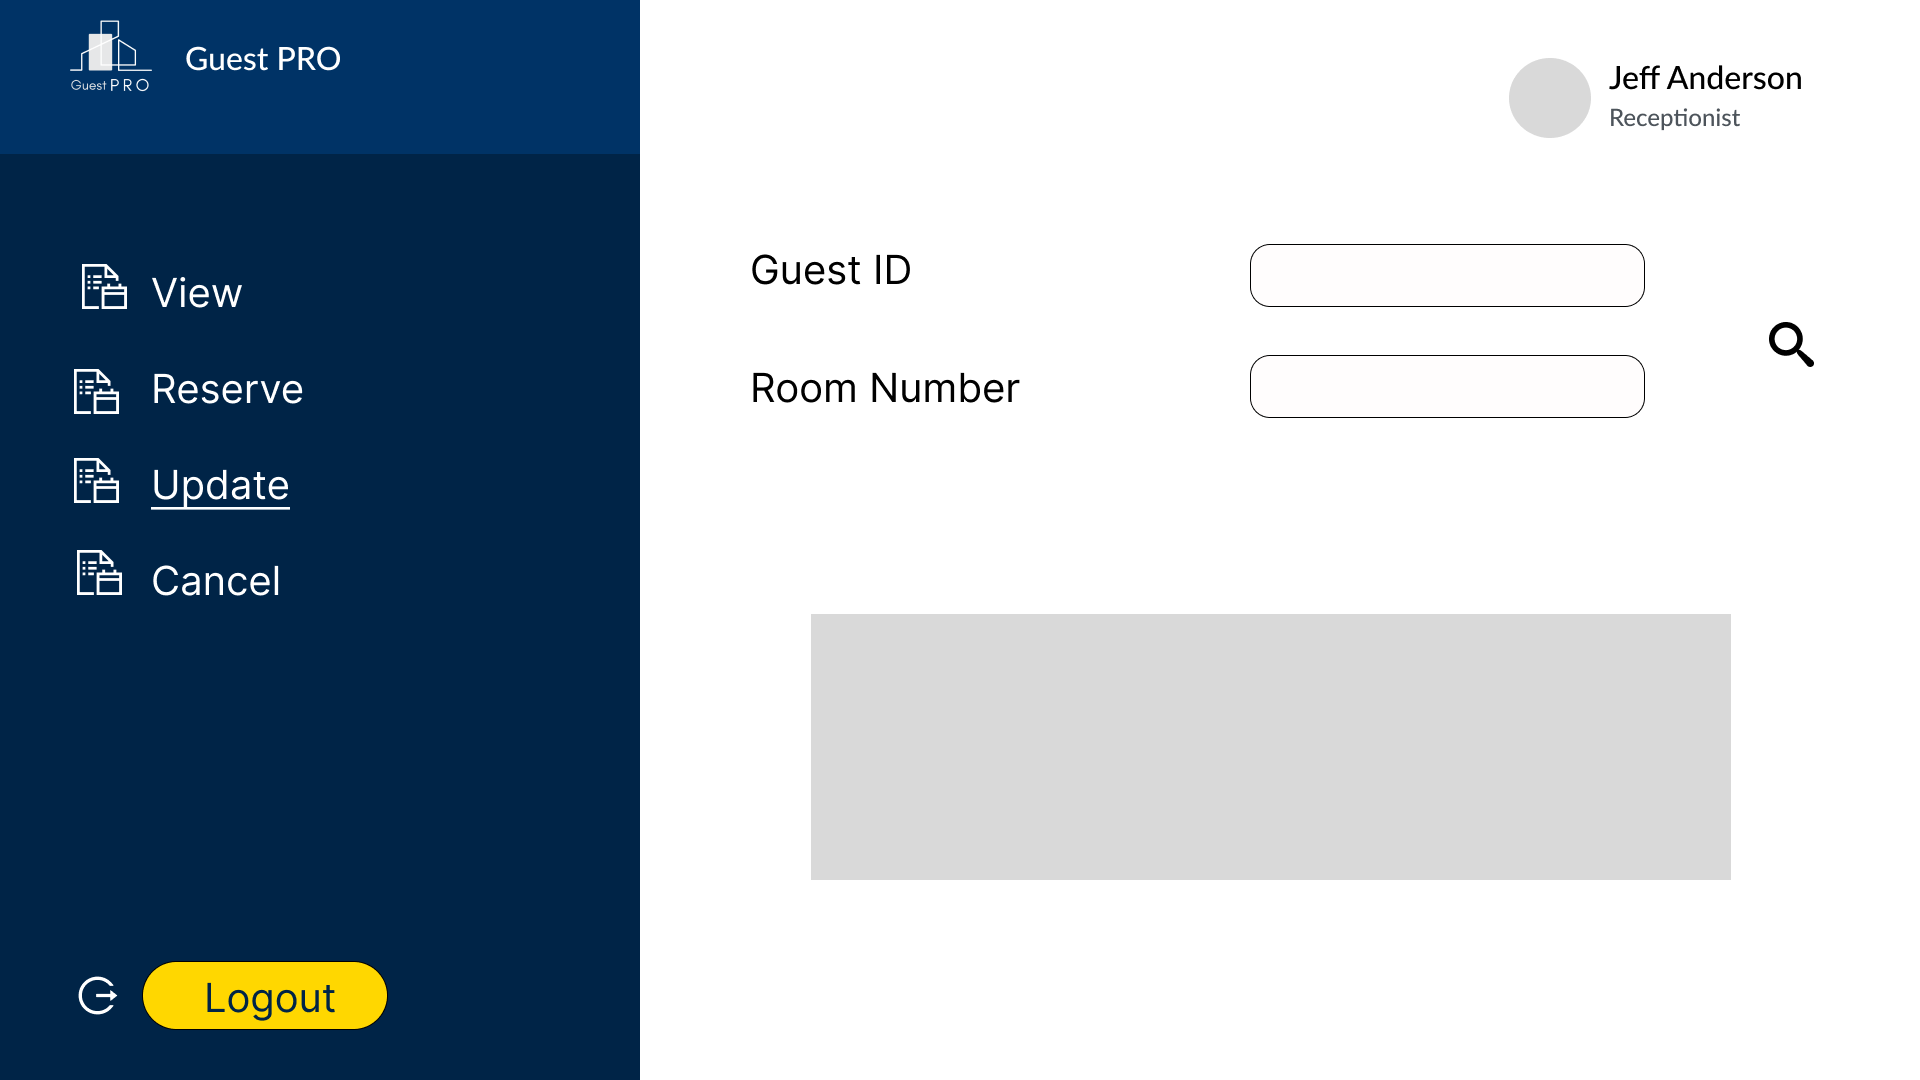 Guest PRO
Guest PRO
Jeff Anderson
Receptionist
View
Reserve
Update
Cancel
Logout
Guest ID
Room Number